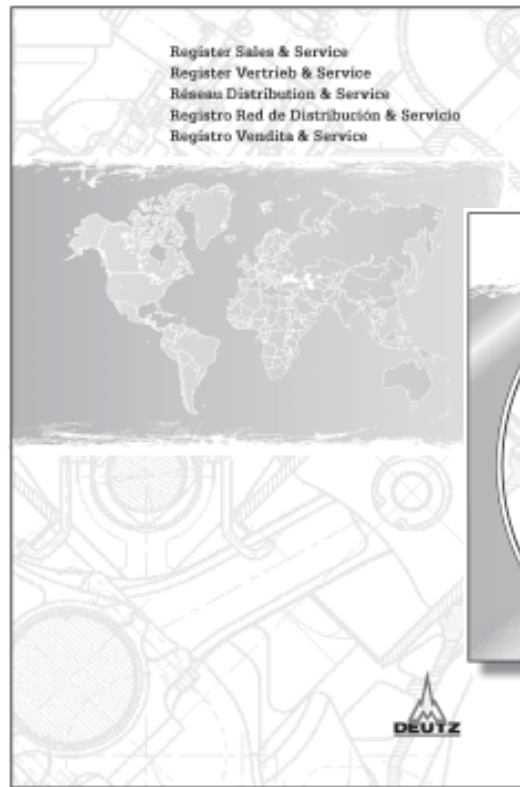 Register Sales & Service
Register Vertrieb & Service
Réseau Distribution & Service
Registro Red de Distribución & Servicio
Registro Vendita & Service
DEUTZ